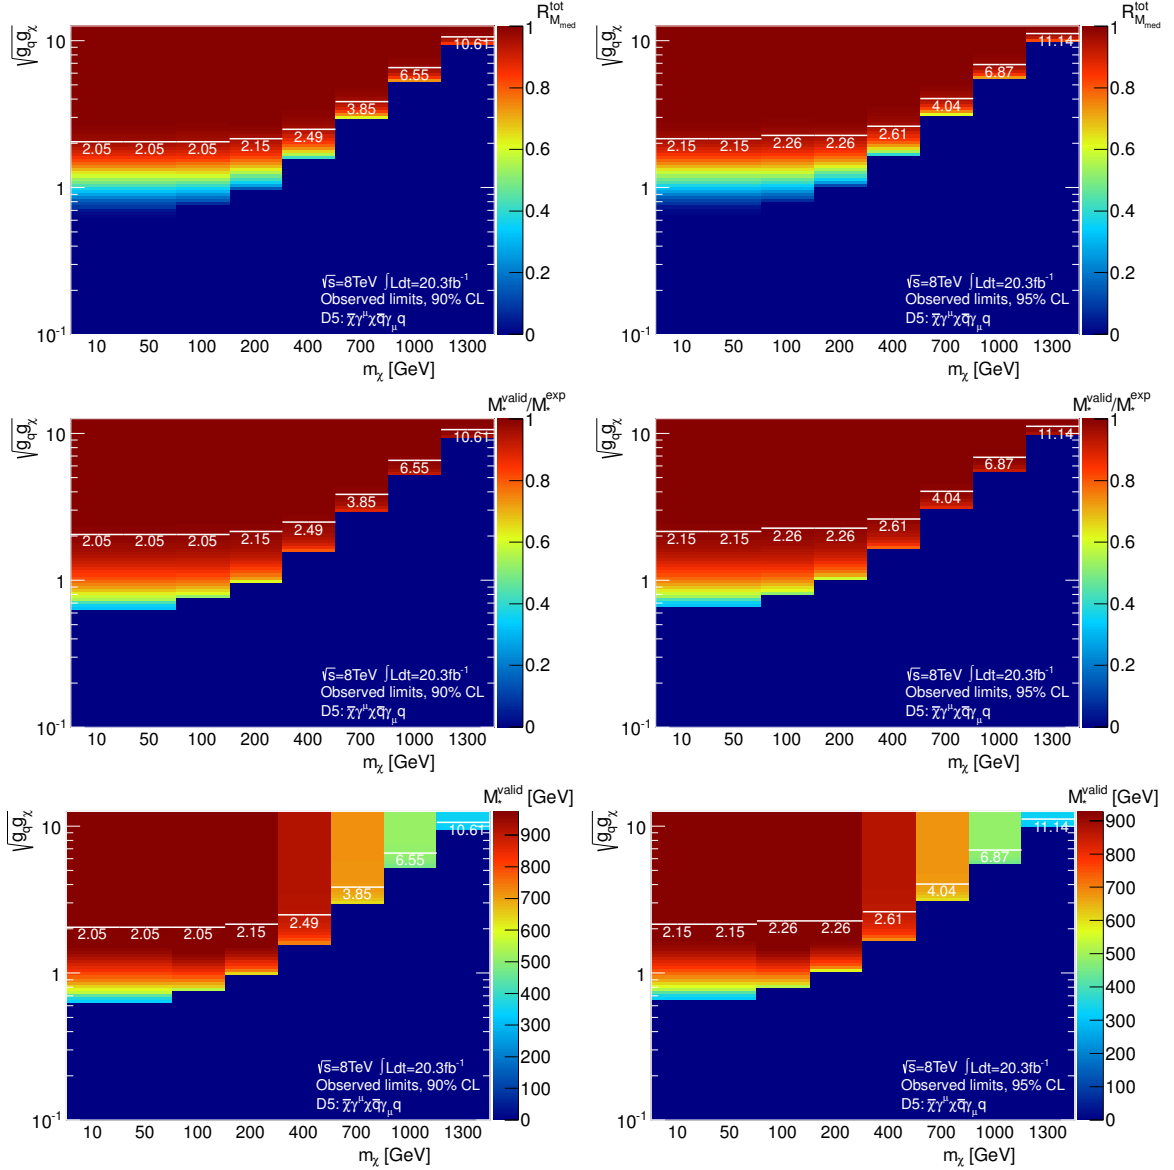 R^tot_M_med
√g_q g_χ
10
1
10^-1
2.05 2.05 2.05 2.15 2.49 3.85 6.55 10.61
√s=8TeV ∫Ldt=20.3fb^-1
Observed limits, 90% CL
D5: χ̄γ^μχq̄γ_μq
10 50 100 200 400 700 1000 1300
m_χ [GeV]
1
0.8
0.6
0.4
0.2
0
R^tot_M_med
√g_q g_χ
10
1
10^-1
2.15 2.15 2.26 2.26 2.61 4.04 6.87 11.14
√s=8TeV ∫Ldt=20.3fb^-1
Observed limits, 95% CL
D5: χ̄γ^μχq̄γ_μq
10 50 100 200 400 700 1000 1300
m_χ [GeV]
1
0.8
0.6
0.4
0.2
0
M_*^valid/M_*^exp
√g_q g_χ
10
1
10^-1
2.05 2.05 2.05 2.15 2.49 3.85 6.55 10.61
√s=8TeV ∫Ldt=20.3fb^-1
Observed limits, 90% CL
D5: χ̄γ^μχq̄γ_μq
10 50 100 200 400 700 1000 1300
m_χ [GeV]
1
0.8
0.6
0.4
0.2
0
M_*^valid/M_*^exp
√g_q g_χ
10
1
10^-1
2.15 2.15 2.26 2.26 2.61 4.04 6.87 11.14
√s=8TeV ∫Ldt=20.3fb^-1
Observed limits, 95% CL
D5: χ̄γ^μχq̄γ_μq
10 50 100 200 400 700 1000 1300
m_χ [GeV]
1
0.8
0.6
0.4
0.2
0
M_*^valid [GeV]
√g_q g_χ
10
1
10^-1
2.05 2.05 2.05 2.15 2.49 3.85 6.55 10.61
√s=8TeV ∫Ldt=20.3fb^-1
Observed limits, 90% CL
D5: χ̄γ^μχq̄γ_μq
10 50 100 200 400 700 1000 1300
m_χ [GeV]
900
800
700
600
500
400
300
200
100
0
M_*^valid [GeV]
√g_q g_χ
10
1
10^-1
2.15 2.15 2.26 2.26 2.61 4.04 6.87 11.14
√s=8TeV ∫Ldt=20.3fb^-1
Observed limits, 95% CL
D5: χ̄γ^μχq̄γ_μq
10 50 100 200 400 700 1000 1300
m_χ [GeV]
900
800
700
600
500
400
300
200
100
0